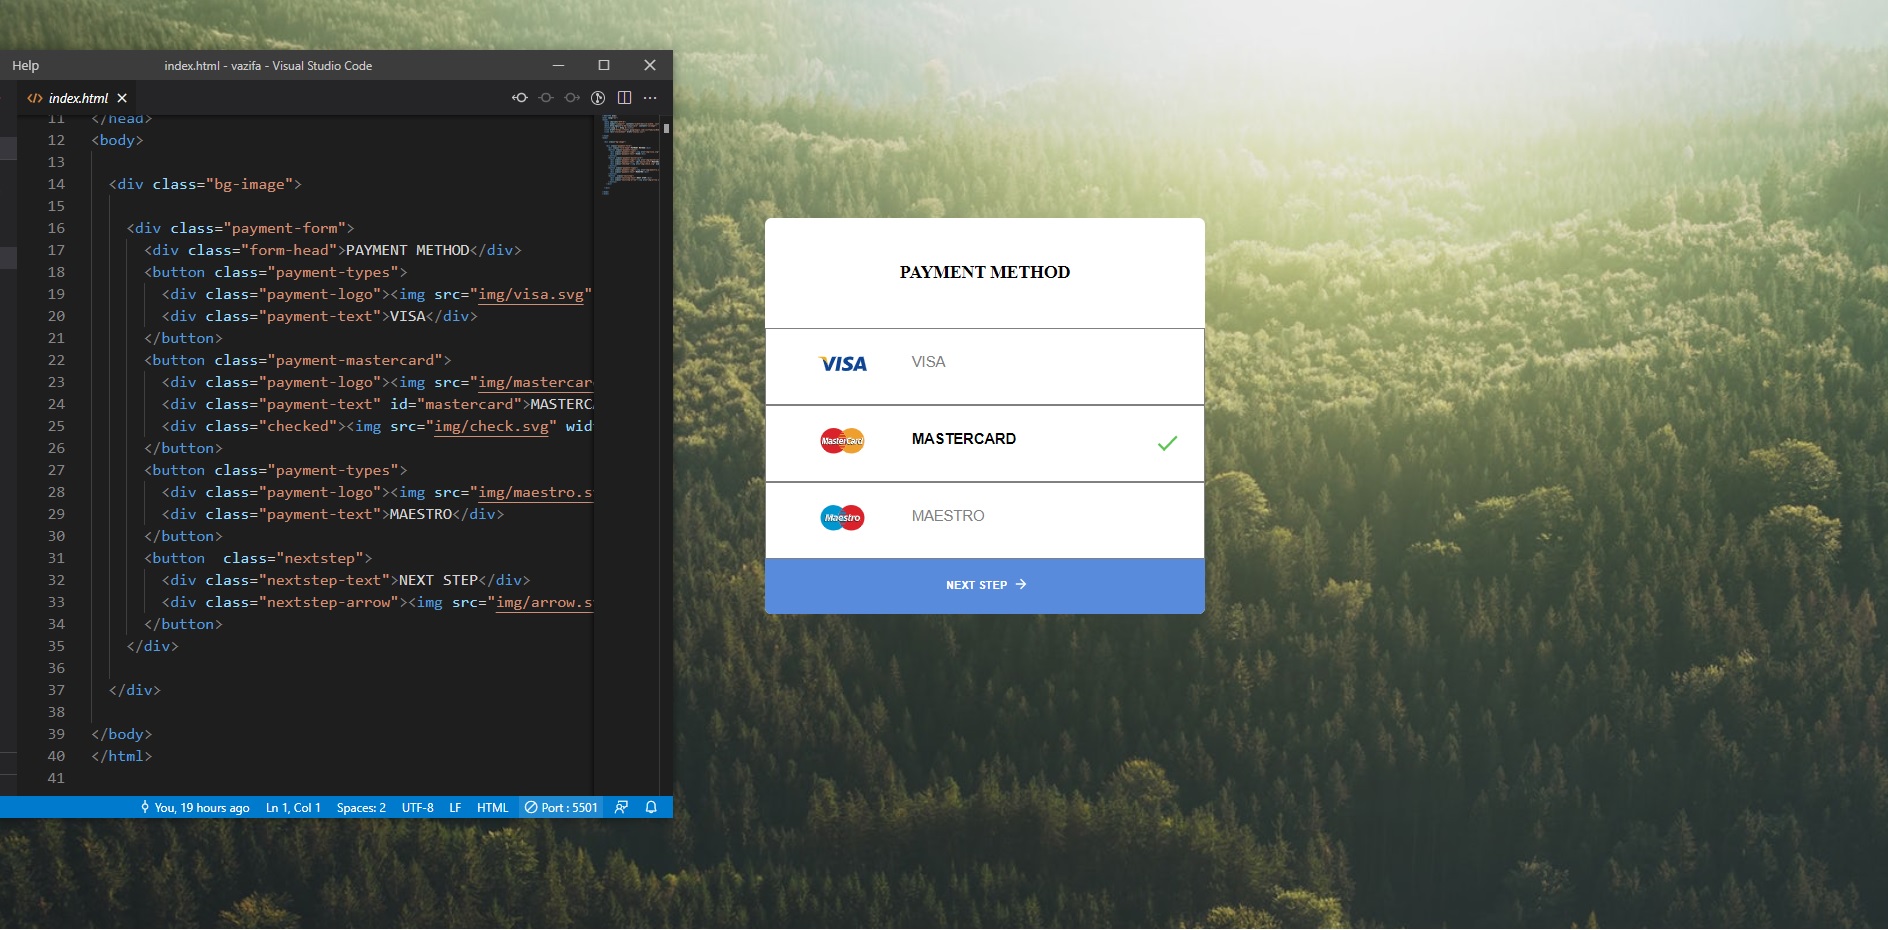 Help
index.html - vazifa - Visual Studio Code
index.html
11 </head>
12 <body>
13
14 <div class="bg-image">
15
16 <div class="payment-form">
17 <div class="form-head">PAYMENT METHOD</div>
18 <button class="payment-types">
19 <div class="payment-logo"><img src="img/visa.svg"
20 <div class="payment-text">VISA</div>
21 </button>
22 <button class="payment-mastercard">
23 <div class="payment-logo"><img src="img/mastercar
24 <div class="payment-text" id="mastercard">MASTERC
25 <div class="checked"><img src="img/check.svg" wid
26 </button>
27 <button class="payment-types">
28 <div class="payment-logo"><img src="img/maestro.s
29 <div class="payment-text">MAESTRO</div>
30 </button>
31 <button  class="nextstep">
32 <div class="nextstep-text">NEXT STEP</div>
33 <div class="nextstep-arrow"><img src="img/arrow.s
34 </button>
35 </div>
36
37 </div>
38
39 </body>
40 </html>
41
You, 19 hours ago Ln 1, Col 1 Spaces: 2 UTF-8 LF HTML Port : 5501
PAYMENT METHOD
VISA VISA
MasterCard MASTERCARD
Maestro MAESTRO
NEXT STEP →